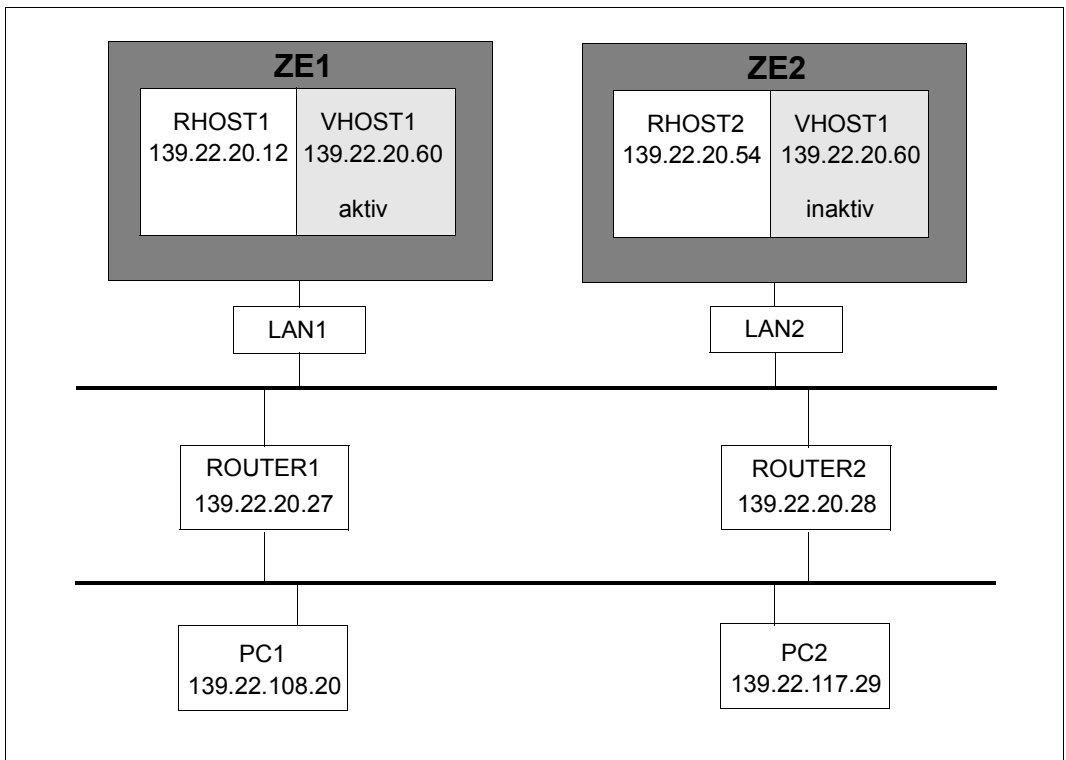 ZE1
RHOST1
139.22.20.12
VHOST1
139.22.20.60
aktiv
ZE2
RHOST2
139.22.20.54
VHOST1
139.22.20.60
inaktiv
LAN1
LAN2
ROUTER1
139.22.20.27
ROUTER2
139.22.20.28
PC1
139.22.108.20
PC2
139.22.117.29